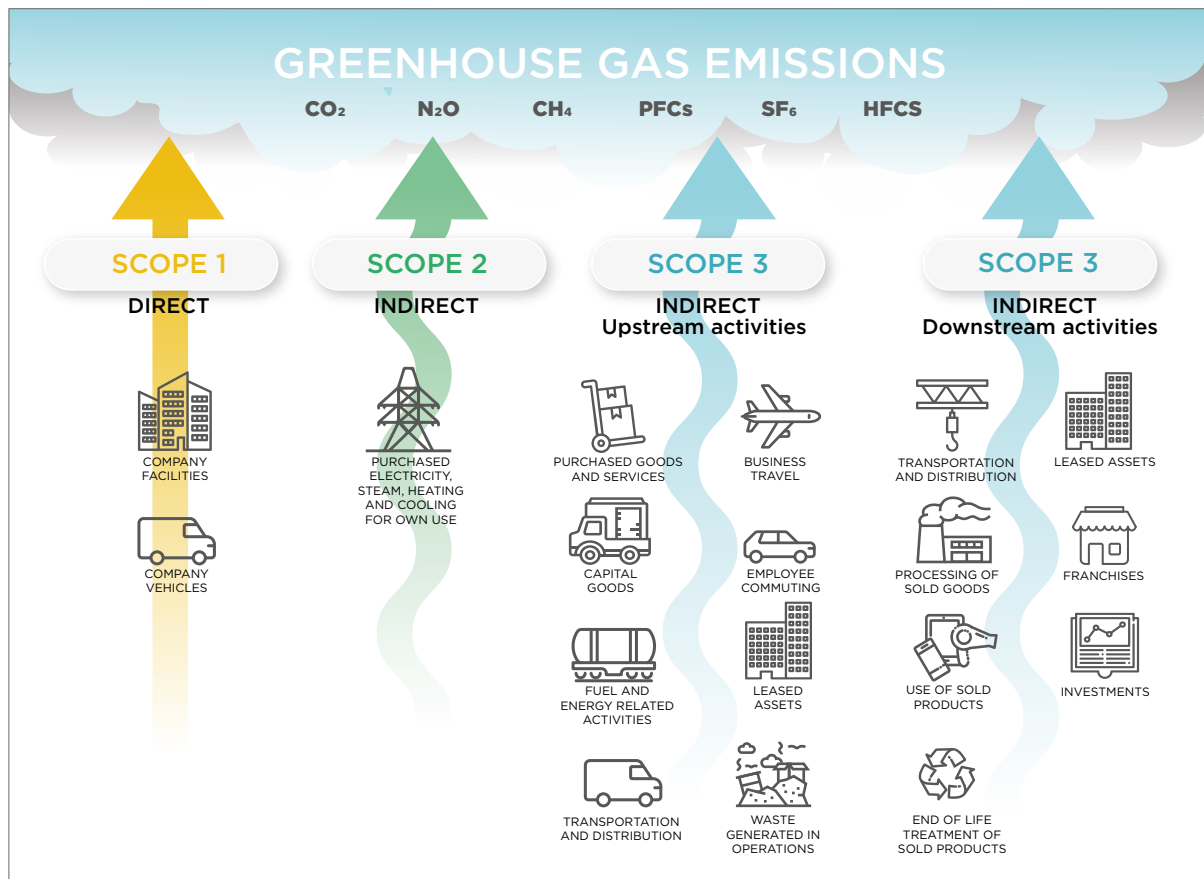 GREENHOUSE GAS EMISSIONS
CO₂ N₂O CH₄ PFCs SF₆ HFCS
SCOPE 1
DIRECT
COMPANY
FACILITIES
COMPANY
VEHICLES
SCOPE 2
INDIRECT
PURCHASED
ELECTRICITY,
STEAM, HEATING
AND COOLING
FOR OWN USE
SCOPE 3
INDIRECT
Upstream activities
PURCHASED GOODS
AND SERVICES
BUSINESS
TRAVEL
CAPITAL
GOODS
EMPLOYEE
COMMUTING
FUEL AND
ENERGY RELATED
ACTIVITIES
LEASED
ASSETS
TRANSPORTATION
AND DISTRIBUTION
WASTE
GENERATED IN
OPERATIONS
SCOPE 3
INDIRECT
Downstream activities
TRANSPORTATION
AND DISTRIBUTION
LEASED ASSETS
PROCESSING OF
SOLD GOODS
FRANCHISES
USE OF SOLD
PRODUCTS
INVESTMENTS
END OF LIFE
TREATMENT OF
SOLD PRODUCTS